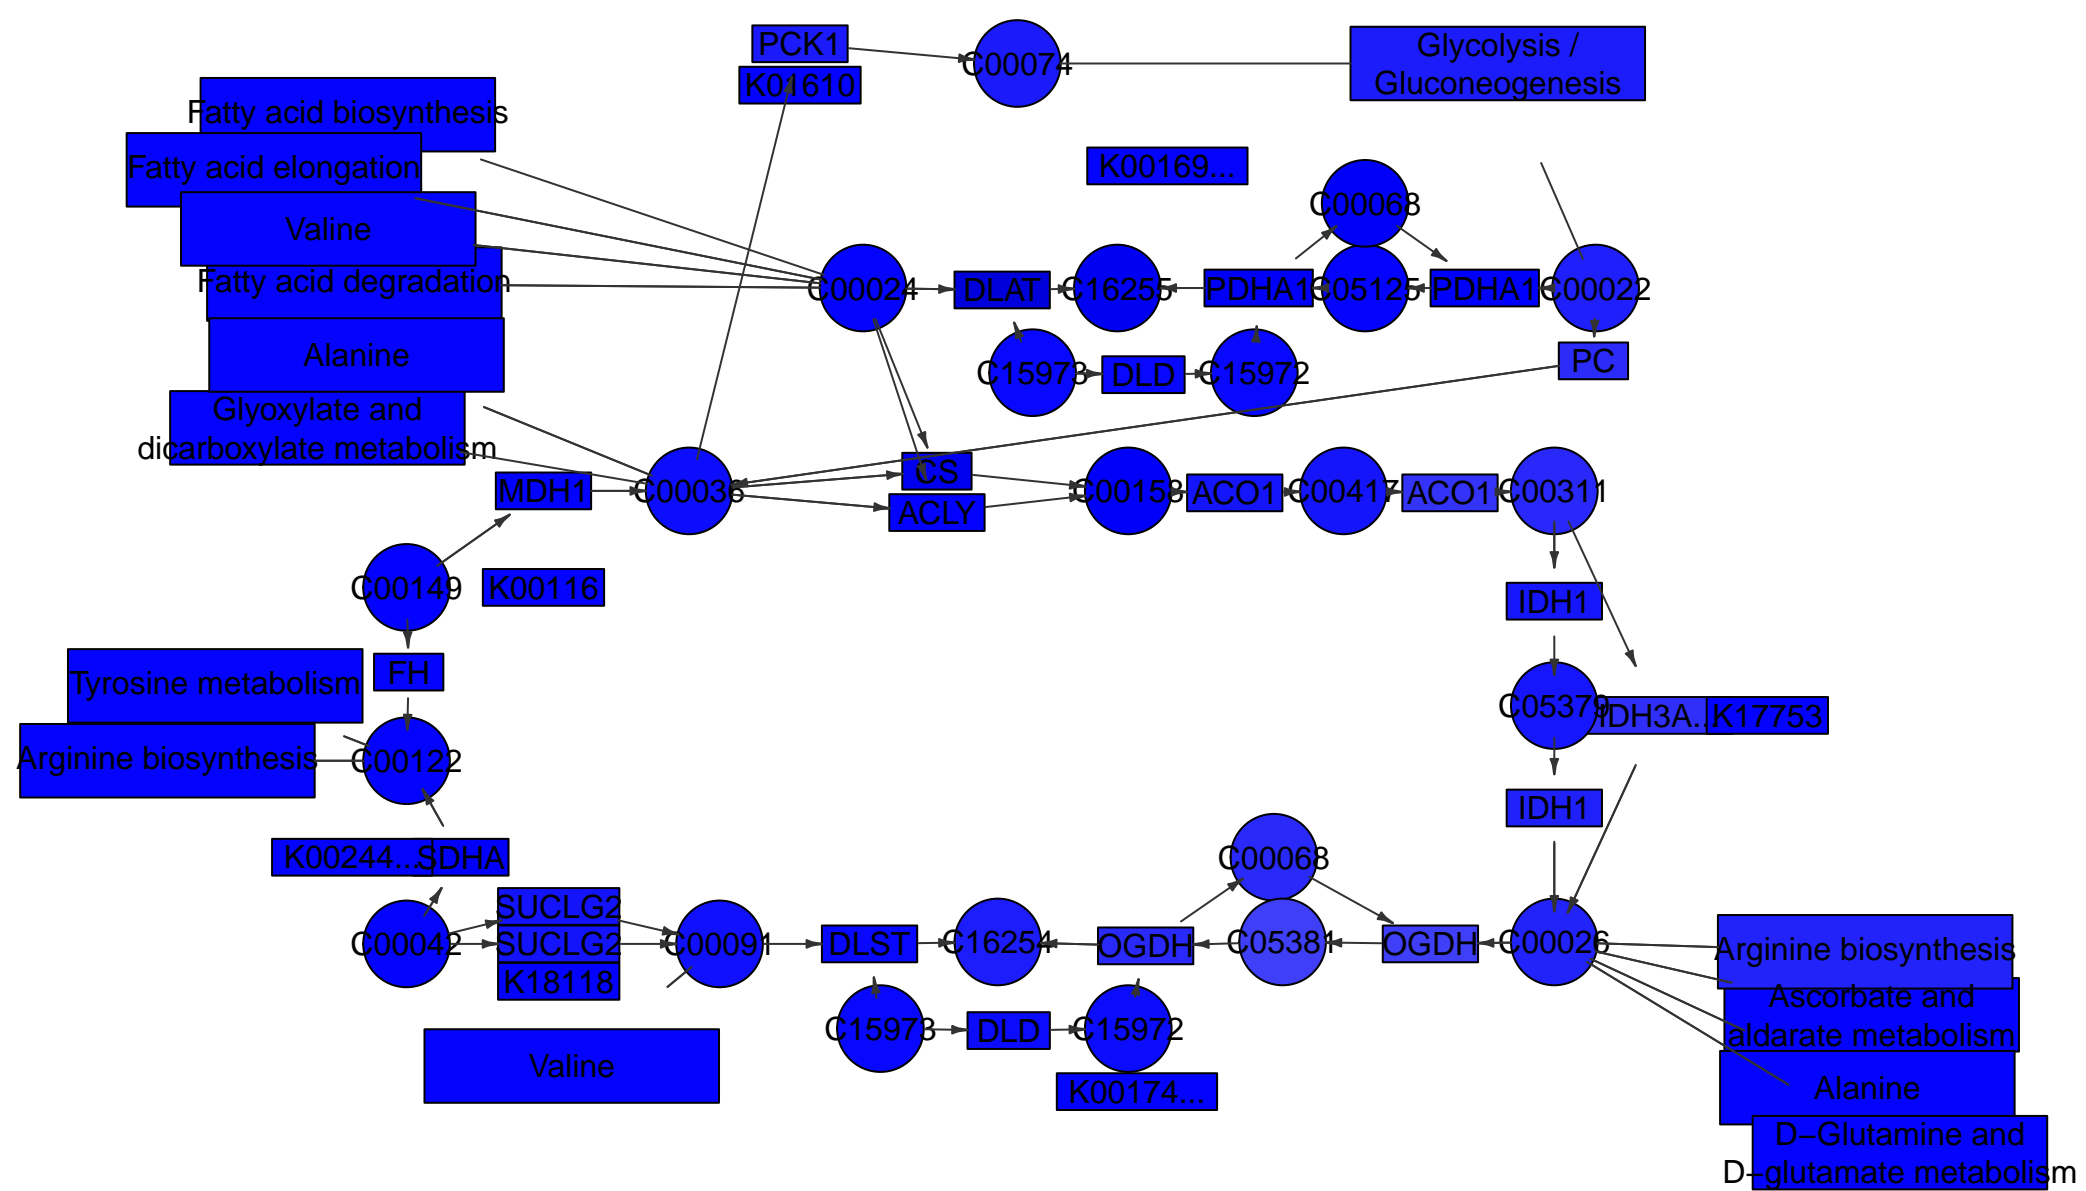 PCK1
K01610
C00074
Glycolysis /
Gluconeogenesis
Fatty acid biosynthesis
Fatty acid elongation
Valine
Fatty acid degradation
Alanine
Glyoxylate and
dicarboxylate metabolism
K00169...
C00068
C00024
DLAT
C16255
PDHA1
C05125
PDHA1
C00022
C15973
DLD
C15972
PC
MDH1
C00036
CS
ACLY
C00158
ACO1
C00417
ACO1
C00311
C00149
K00116
IDH1
Tyrosine metabolism
FH
C05379
IDH3A...
K17753
Arginine biosynthesis
C00122
IDH1
K00244...
SDHA
C00068
C00042
SUCLG2
SUCLG2
K18118
C00091
DLST
C16254
OGDH
C05381
OGDH
C00026
Arginine biosynthesis
Ascorbate and
aldarate metabolism
Valine
C15973
DLD
C15972
K00174...
Alanine
D−Glutamine and
D−glutamate metabolism